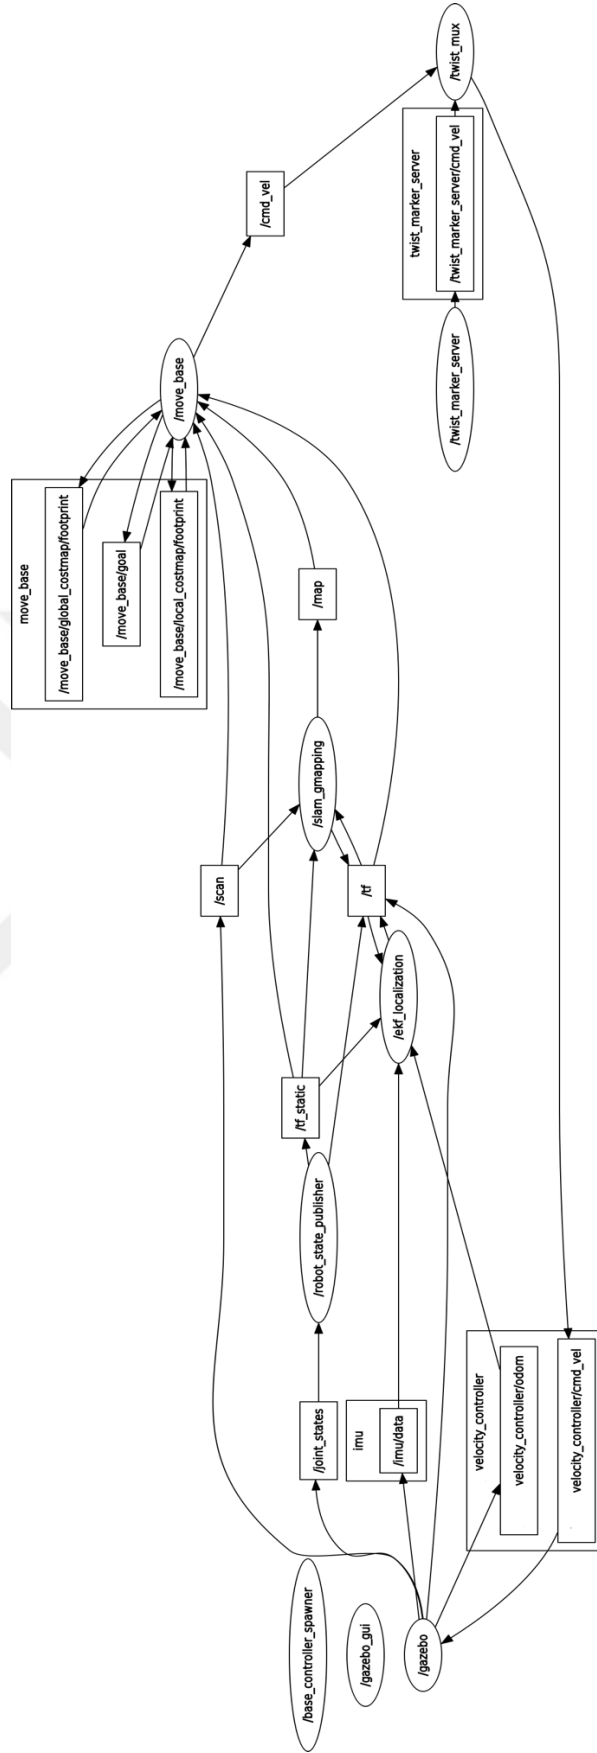 /base_controller_spawner
/gazebo_gui
/gazebo
/joint_states
imu
/imu/data
velocity_controller
velocity_controller/odom
velocity_controller/cmd_vel
/robot_state_publisher
/tf_static
/ekf_localization
/scan
/tf
/slam_gmapping
/map
move_base
/move_base/global_costmap/footprint
/move_base/goal
/move_base/local_costmap/footprint
/move_base
/cmd_vel
/twist_marker_server
twist_marker_server
/twist_marker_server/cmd_vel
/twist_mux